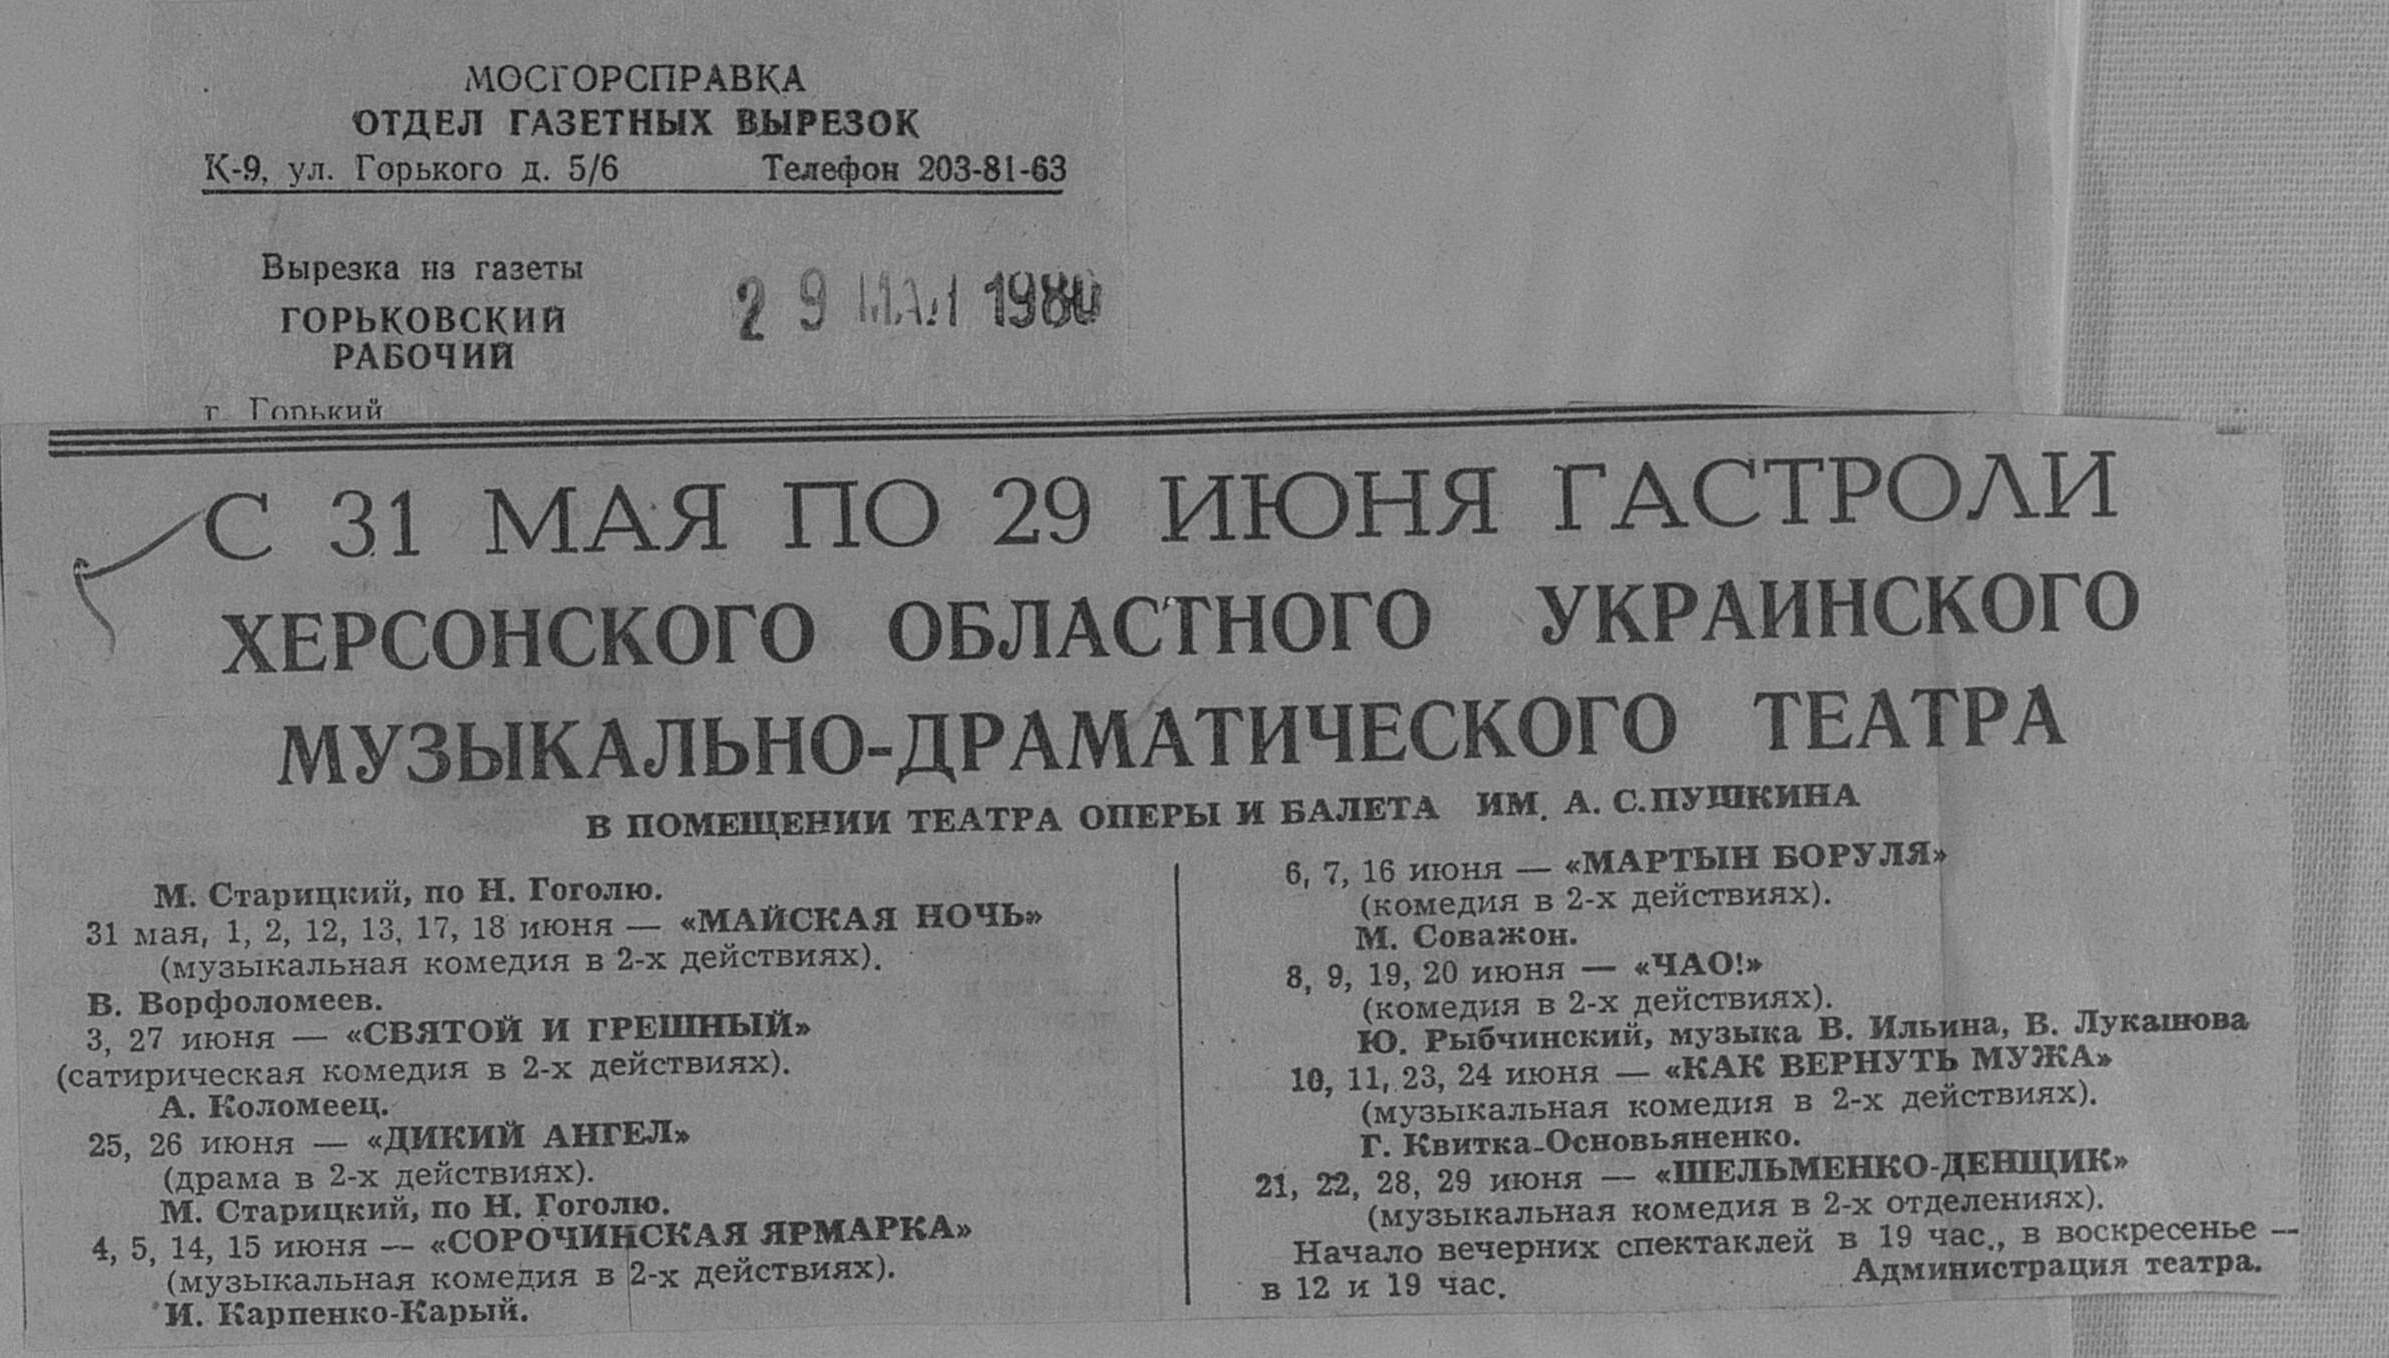 МОСГОРСПРАВКА
ОТДЕЛ ГАЗЕТНЫХ ВЫРЕЗОК
К-9, ул. Горького д. 5/6 Телефон 203-81-63
Вырезка из газеты
ГОРЬКОВСКИЙ
РАБОЧИЙ
29 МАЯ 1980
г. Горький
С 31 МАЯ ПО 29 ИЮНЯ ГАСТРОЛИ
ХЕРСОНСКОГО ОБЛАСТНОГО УКРАИНСКОГО
МУЗЫКАЛЬНО-ДРАМАТИЧЕСКОГО ТЕАТРА
В ПОМЕЩЕНИИ ТЕАТРА ОПЕРЫ И БАЛЕТА ИМ. А. С. ПУШКИНА
М. Старицкий, по Н. Гоголю.
31 мая, 1, 2, 12, 13, 17, 18 июня — «МАЙСКАЯ НОЧЬ»
(музыкальная комедия в 2-х действиях).
В. Ворфоломеев.
3, 27 июня — «СВЯТОЙ И ГРЕШНЫЙ»
(сатирическая комедия в 2-х действиях).
А. Коломеец.
25, 26 июня — «ДИКИЙ АНГЕЛ»
(драма в 2-х действиях).
М. Старицкий, по Н. Гоголю.
4, 5, 14, 15 июня — «СОРОЧИНСКАЯ ЯРМАРКА»
(музыкальная комедия в 2-х действиях).
И. Карпенко-Карый.
6, 7, 16 июня — «МАРТЫН БОРУЛЯ»
(комедия в 2-х действиях).
М. Соважон.
8, 9, 19, 20 июня — «ЧАО!»
(комедия в 2-х действиях).
Ю. Рыбчинский, музыка В. Ильина, В. Лукашова
10, 11, 23, 24 июня — «КАК ВЕРНУТЬ МУЖА»
(музыкальная комедия в 2-х действиях).
Г. Квитка-Основьяненко.
21, 22, 28, 29 июня — «ШЕЛЬМЕНКО-ДЕНЩИК»
(музыкальная комедия в 2-х отделениях).
Начало вечерних спектаклей в 19 час., в воскресенье —
в 12 и 19 час.
Администрация театра.